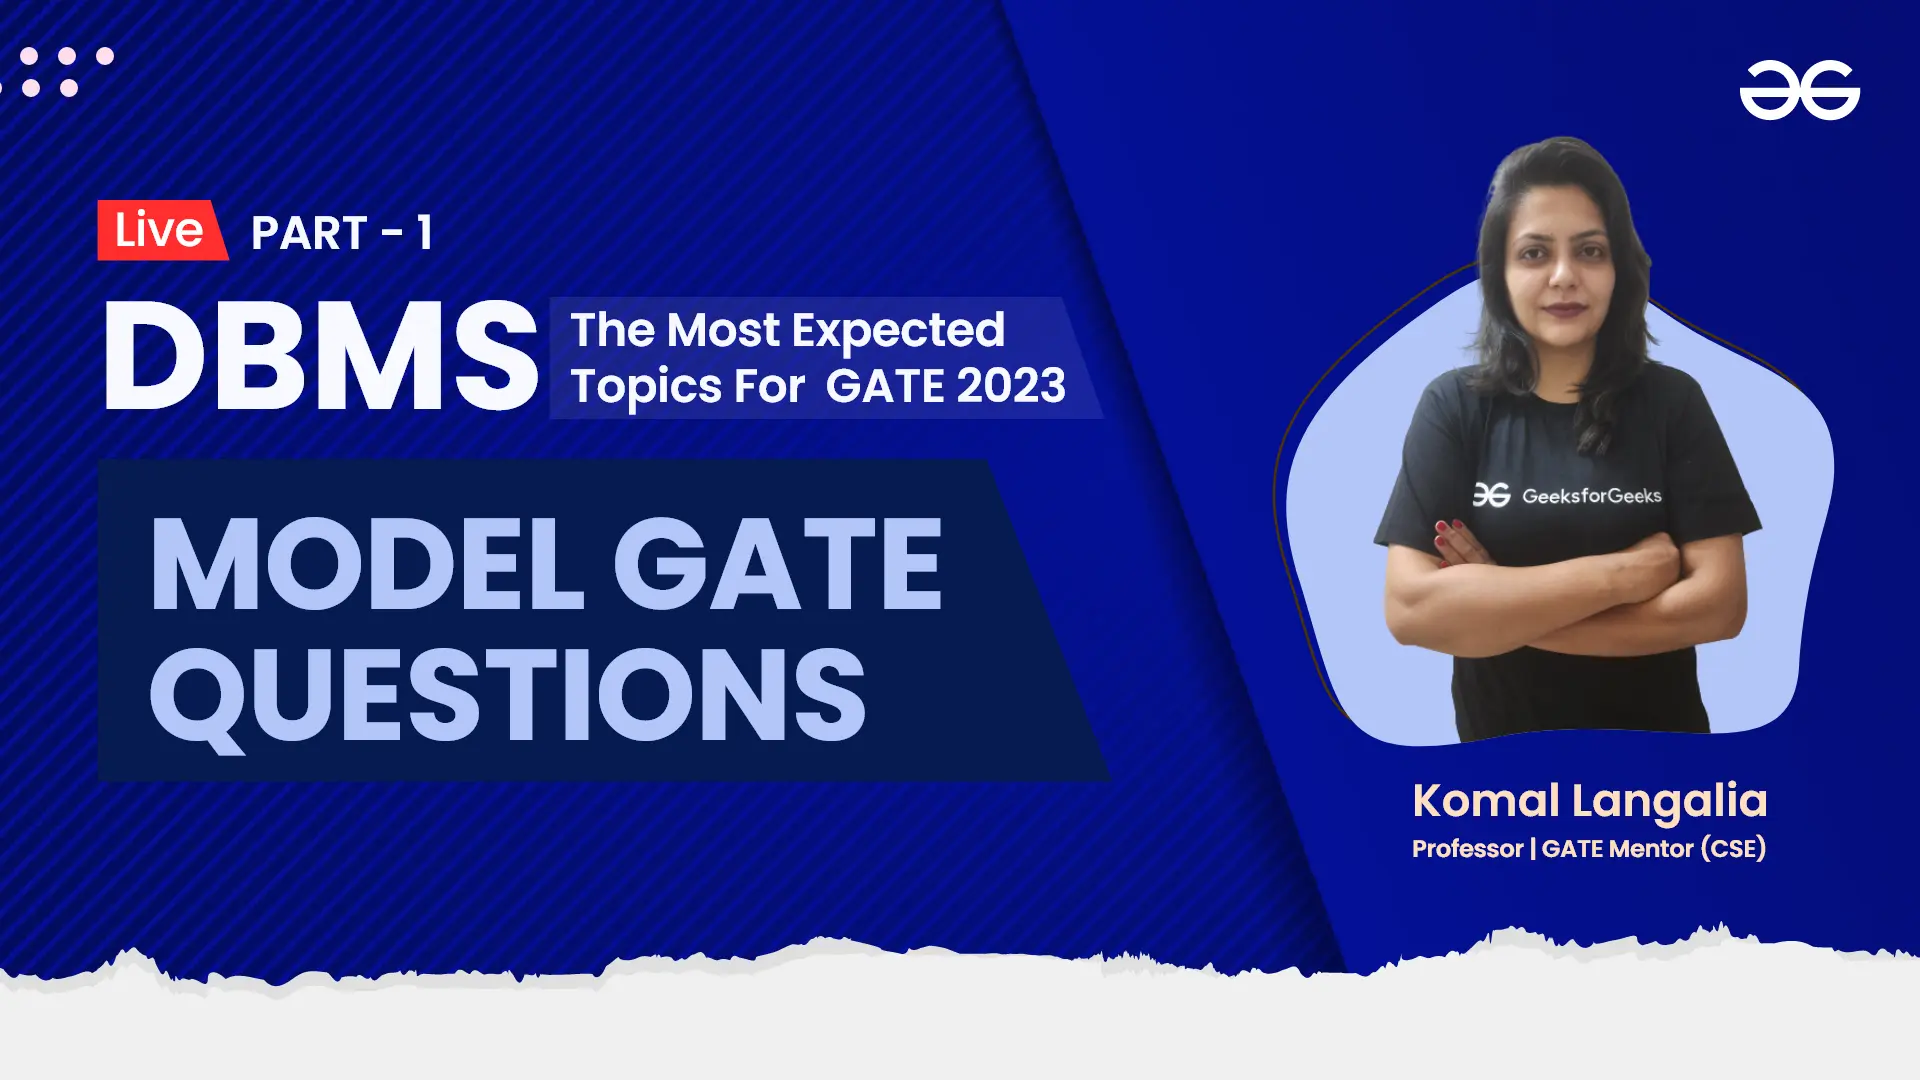 Live PART - 1
DBMS
The Most Expected
Topics For GATE 2023
MODEL GATE
QUESTIONS
GeeksforGeeks
Komal Langalia
Professor | GATE Mentor (CSE)